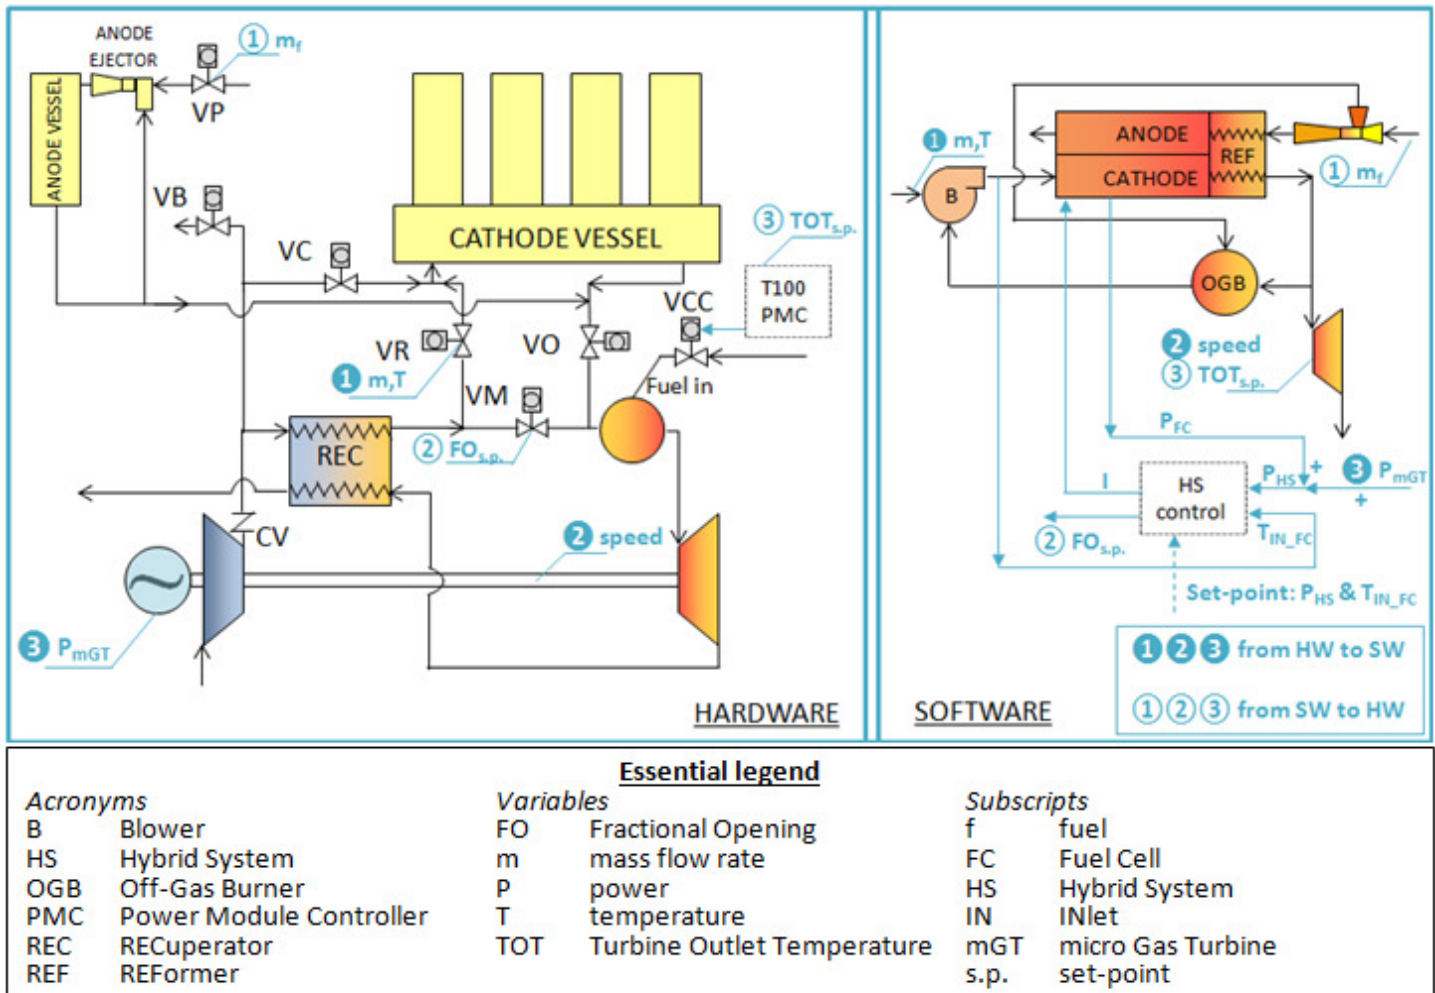 ANODE
EJECTOR
① mf
VP
ANODE VESSEL
VB
VC
CATHODE VESSEL
③ TOTs.p.
T100
PMC
VCC
VR
VO
❶ m,T
Fuel in
VM
② FOs.p.
REC
CV
❷ speed
❸ PmGT
HARDWARE
❶ m,T
B
ANODE
CATHODE
REF
① mf
OGB
❷ speed
③ TOTs.p.
PFC
I
HS
control
PHS
+
+
❸ PmGT
② FOs.p.
TIN_FC
Set-point: PHS & TIN_FC
❶❷❸ from HW to SW
①②③ from SW to HW
SOFTWARE
Essential legend
Acronyms Variables Subscripts
B Blower FO Fractional Opening f fuel
HS Hybrid System m mass flow rate FC Fuel Cell
OGB Off-Gas Burner P power HS Hybrid System
PMC Power Module Controller T temperature IN INlet
REC RECuperator TOT Turbine Outlet Temperature mGT micro Gas Turbine
REF REFormer s.p. set-point